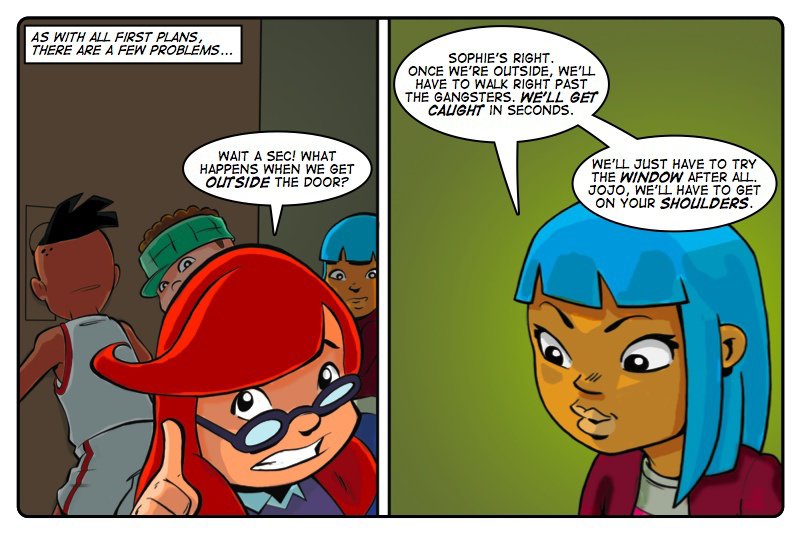 AS WITH ALL FIRST PLANS,
THERE ARE A FEW PROBLEMS...
WAIT A SEC! WHAT
HAPPENS WHEN WE GET
OUTSIDE THE DOOR?
SOPHIE'S RIGHT.
ONCE WE'RE OUTSIDE, WE'LL
HAVE TO WALK RIGHT PAST
THE GANGSTERS. WE'LL GET
CAUGHT IN SECONDS.
WE'LL JUST HAVE TO TRY
THE WINDOW AFTER ALL.
JOJO, WE'LL HAVE TO GET
ON YOUR SHOULDERS.